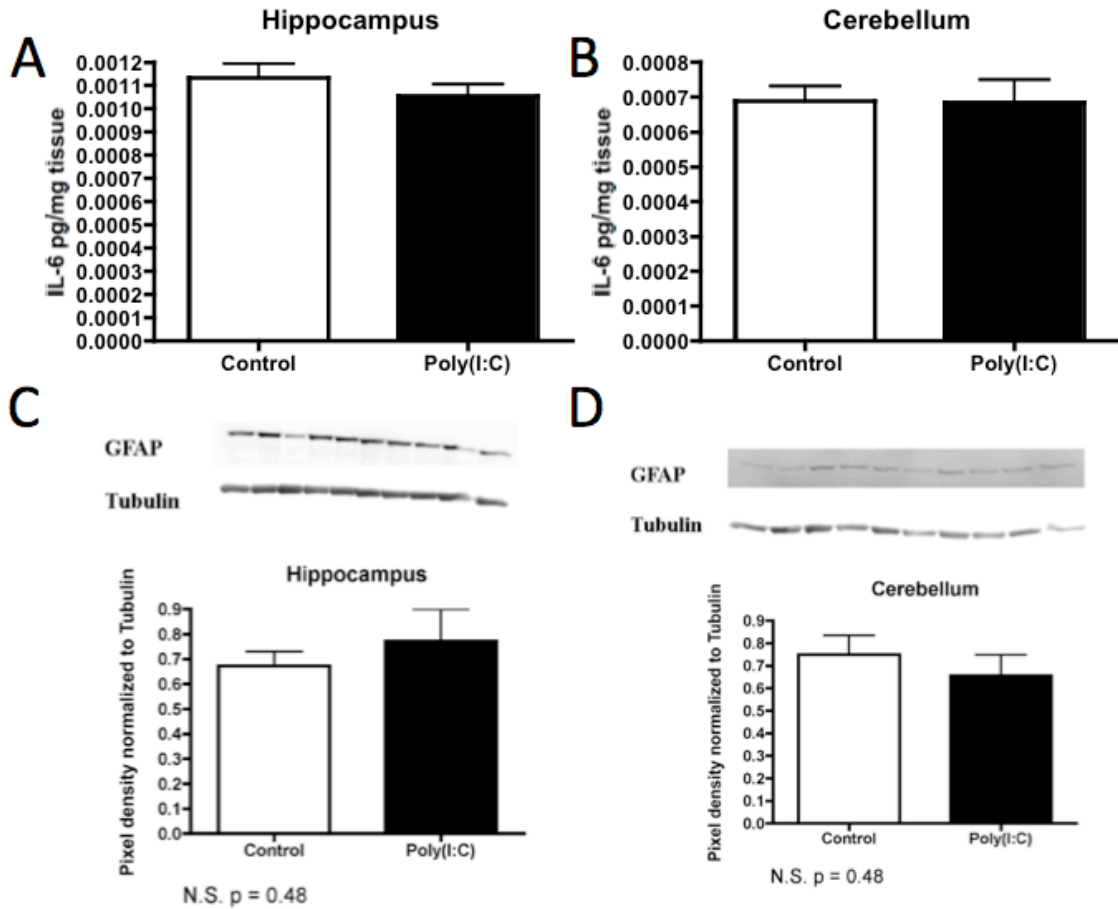 A
Hippocampus
IL-6 pg/mg tissue
0.0012
0.0011
0.0010
0.0009
0.0008
0.0007
0.0006
0.0005
0.0004
0.0003
0.0002
0.0001
0.0000
Control
Poly(I:C)
B
Cerebellum
IL-6 pg/mg tissue
0.0008
0.0007
0.0006
0.0005
0.0004
0.0003
0.0002
0.0001
0.0000
Control
Poly(I:C)
C
GFAP
Tubulin
Hippocampus
Pixel density normalized to Tubulin
0.9
0.8
0.7
0.6
0.5
0.4
0.3
0.2
0.1
0.0
Control
Poly(I:C)
N.S. p = 0.48
D
GFAP
Tubulin
Cerebellum
Pixel density normalized to Tubulin
0.9
0.8
0.7
0.6
0.5
0.4
0.3
0.2
0.1
0.0
Control
Poly(I:C)
N.S. p = 0.48